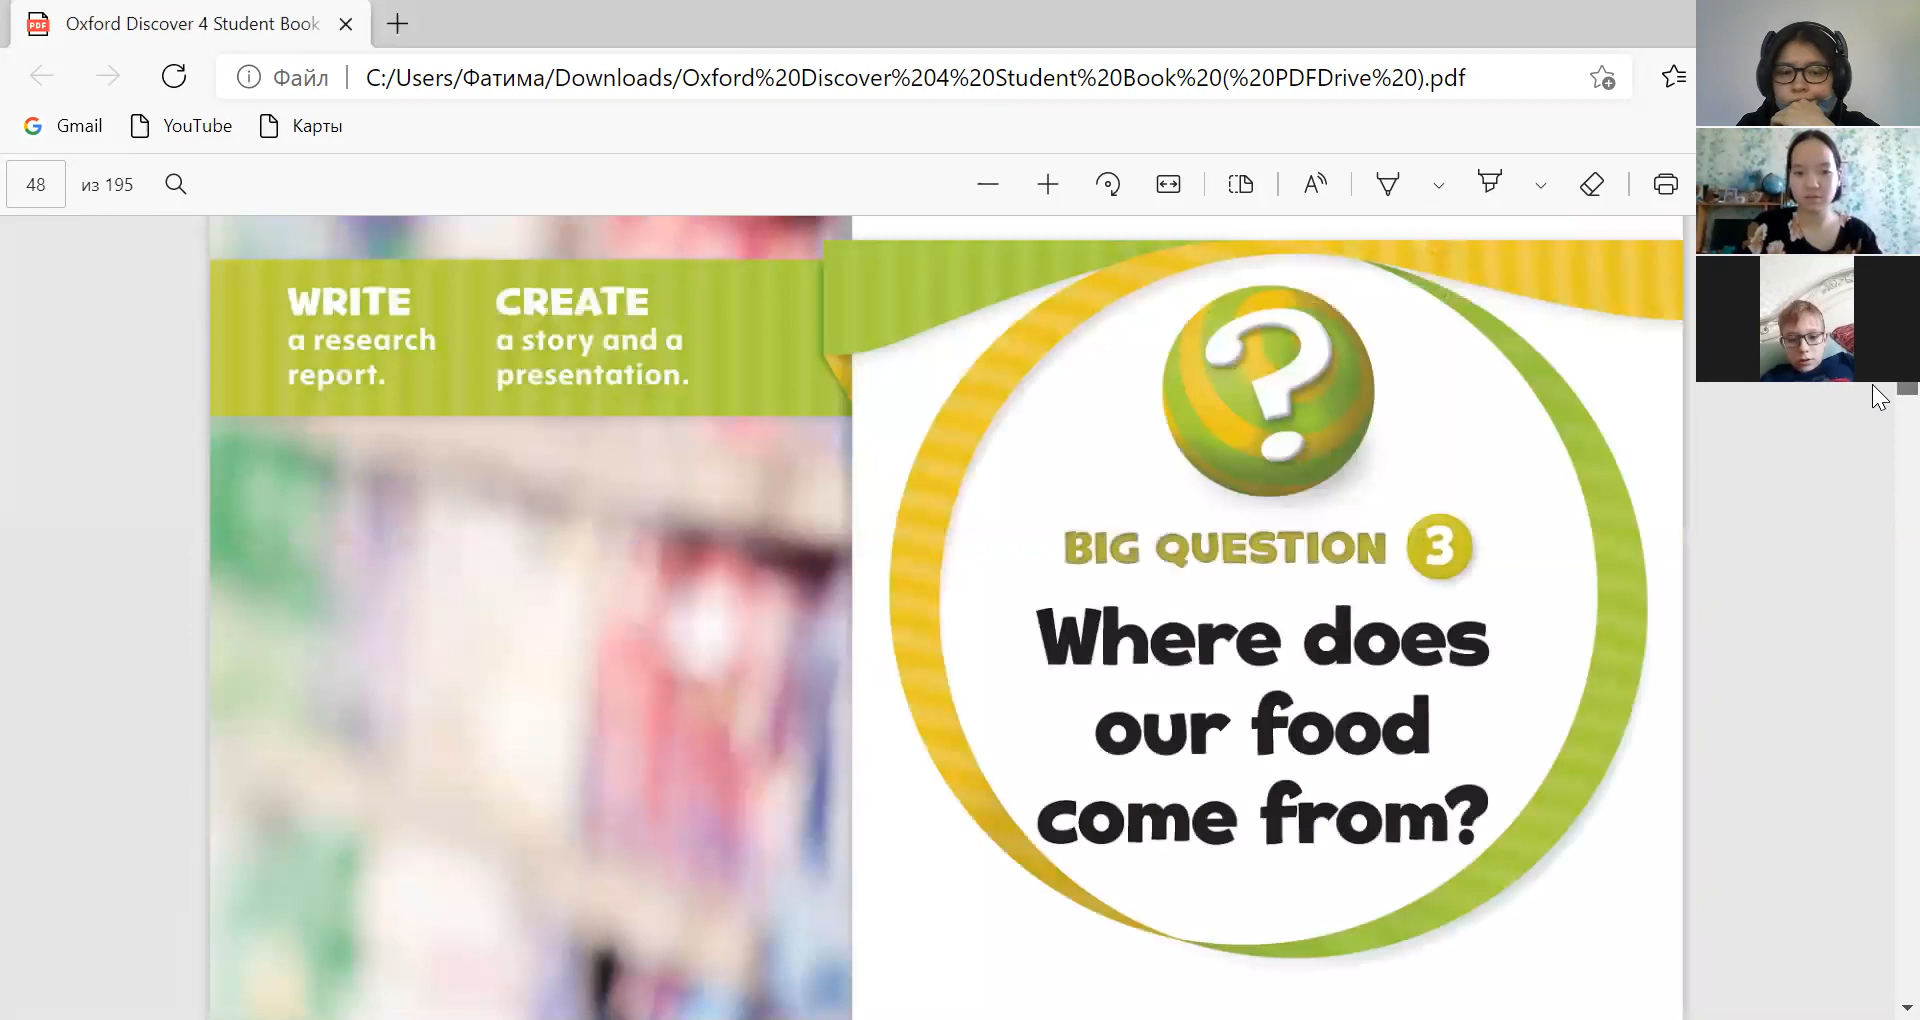 Oxford Discover 4 Student Book
Файл
C:/Users/Фатима/Downloads/Oxford%20Discover%204%20Student%20Book%20(%20PDFDrive%20).pdf
Gmail
YouTube
Карты
48
из 195
WRITE
a research
report.
CREATE
a story and a
presentation.
?
BIG QUESTION 3
Where does
our food
come from?